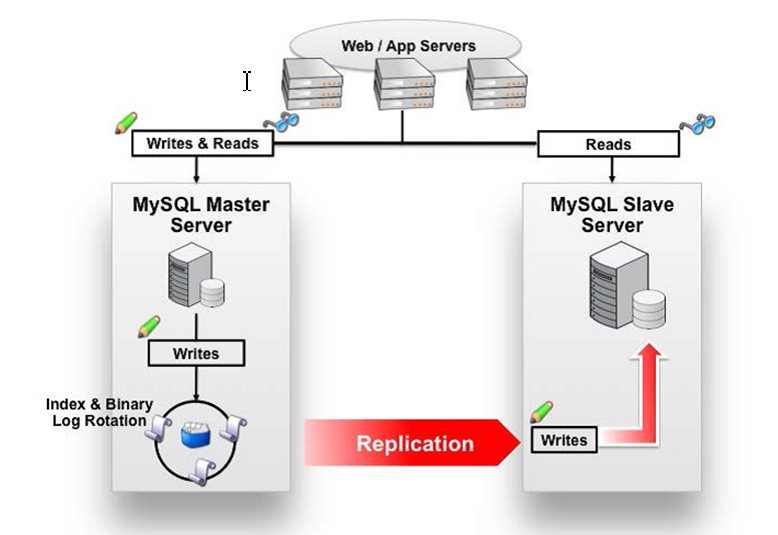 Web / App Servers
Writes & Reads
Reads
MySQL Master
Server
MySQL Slave
Server
Writes
Index & Binary
Log Rotation
Replication
Writes